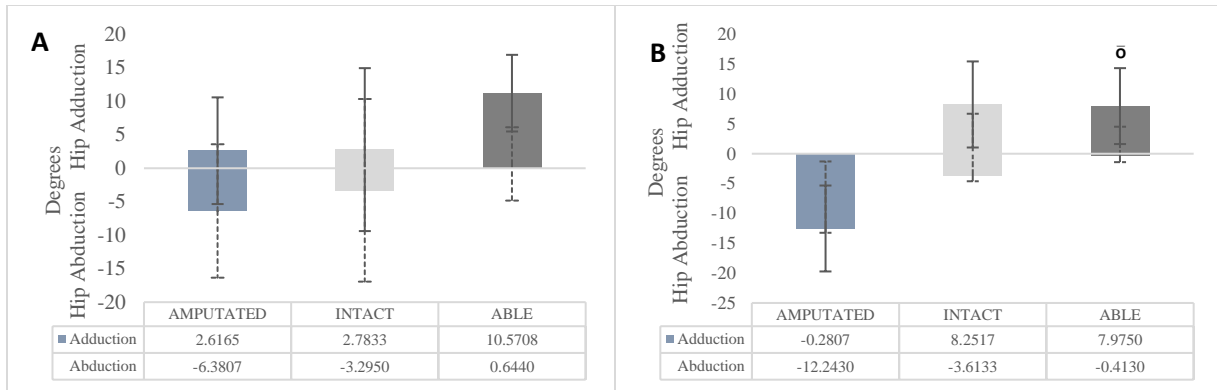 A
Degrees
Hip Abduction Hip Adduction
20
15
10
5
0
-5
-10
-15
-20
AMPUTATED INTACT ABLE
Adduction 2.6165 2.7833 10.5708
Abduction -6.3807 -3.2950 0.6440
B
Degrees
Hip Abduction Hip Adduction
20
15
10
5
0
-5
-10
-15
-20
-25
ō
AMPUTATED INTACT ABLE
Adduction -0.2807 8.2517 7.9750
Abduction -12.2430 -3.6133 -0.4130